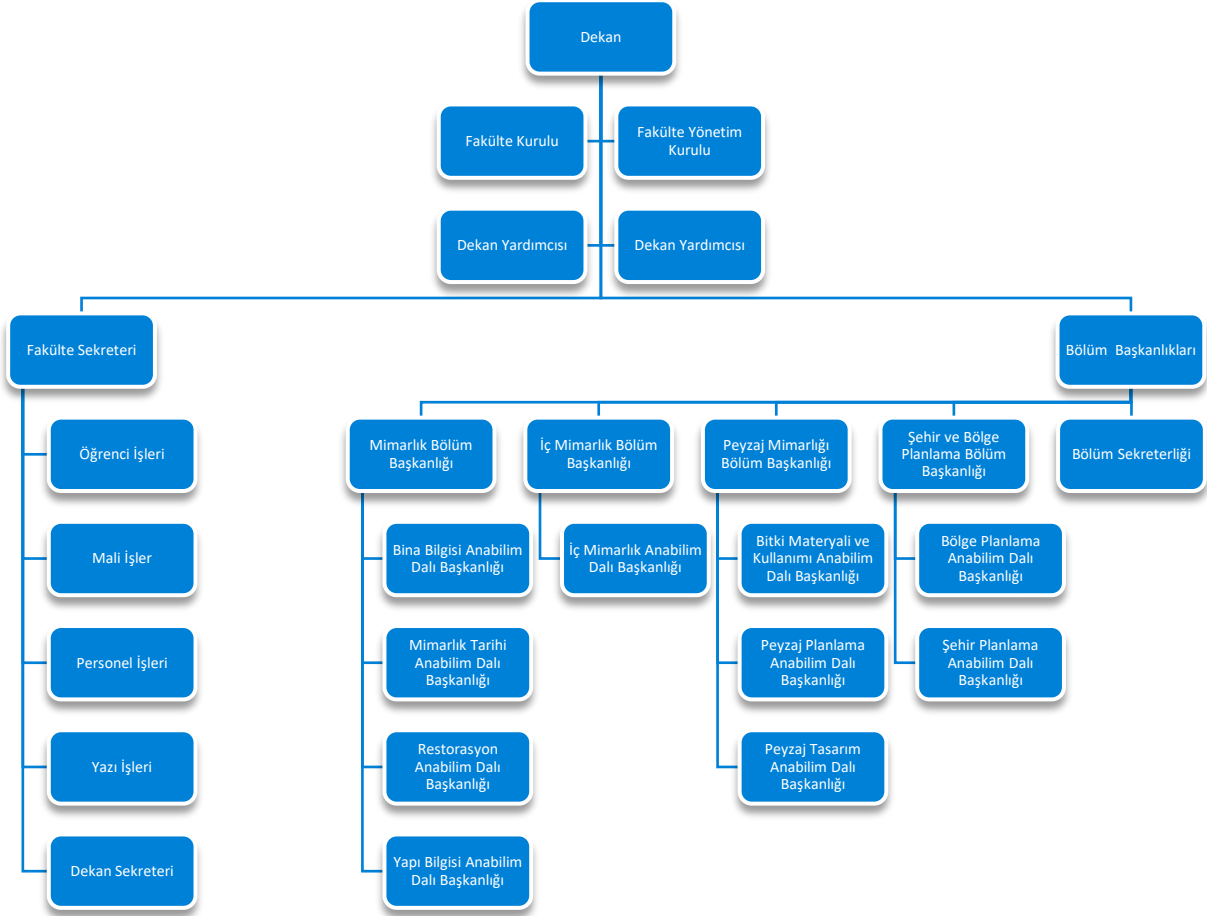 Dekan
Fakülte Kurulu
Fakülte Yönetim
Kurulu
Dekan Yardımcısı
Dekan Yardımcısı
Fakülte Sekreteri
Bölüm  Başkanlıkları
Öğrenci İşleri
Mali İşler
Personel İşleri
Yazı İşleri
Dekan Sekreteri
Mimarlık Bölüm
Başkanlığı
Bina Bilgisi Anabilim
Dalı Başkanlığı
Mimarlık Tarihi
Anabilim Dalı
Başkanlığı
Restorasyon
Anabilim Dalı
Başkanlığı
Yapı Bilgisi Anabilim
Dalı Başkanlığı
İç Mimarlık Bölüm
Başkanlığı
İç Mimarlık Anabilim
Dalı Başkanlığı
Peyzaj Mimarlığı
Bölüm Başkanlığı
Bitki Materyali ve
Kullanımı Anabilim
Dalı Başkanlığı
Peyzaj Planlama
Anabilim Dalı
Başkanlığı
Peyzaj Tasarım
Anabilim Dalı
Başkanlığı
Şehir ve Bölge
Planlama Bölüm
Başkanlığı
Bölge Planlama
Anabilim Dalı
Başkanlığı
Şehir Planlama
Anabilim Dalı
Başkanlığı
Bölüm Sekreterliği